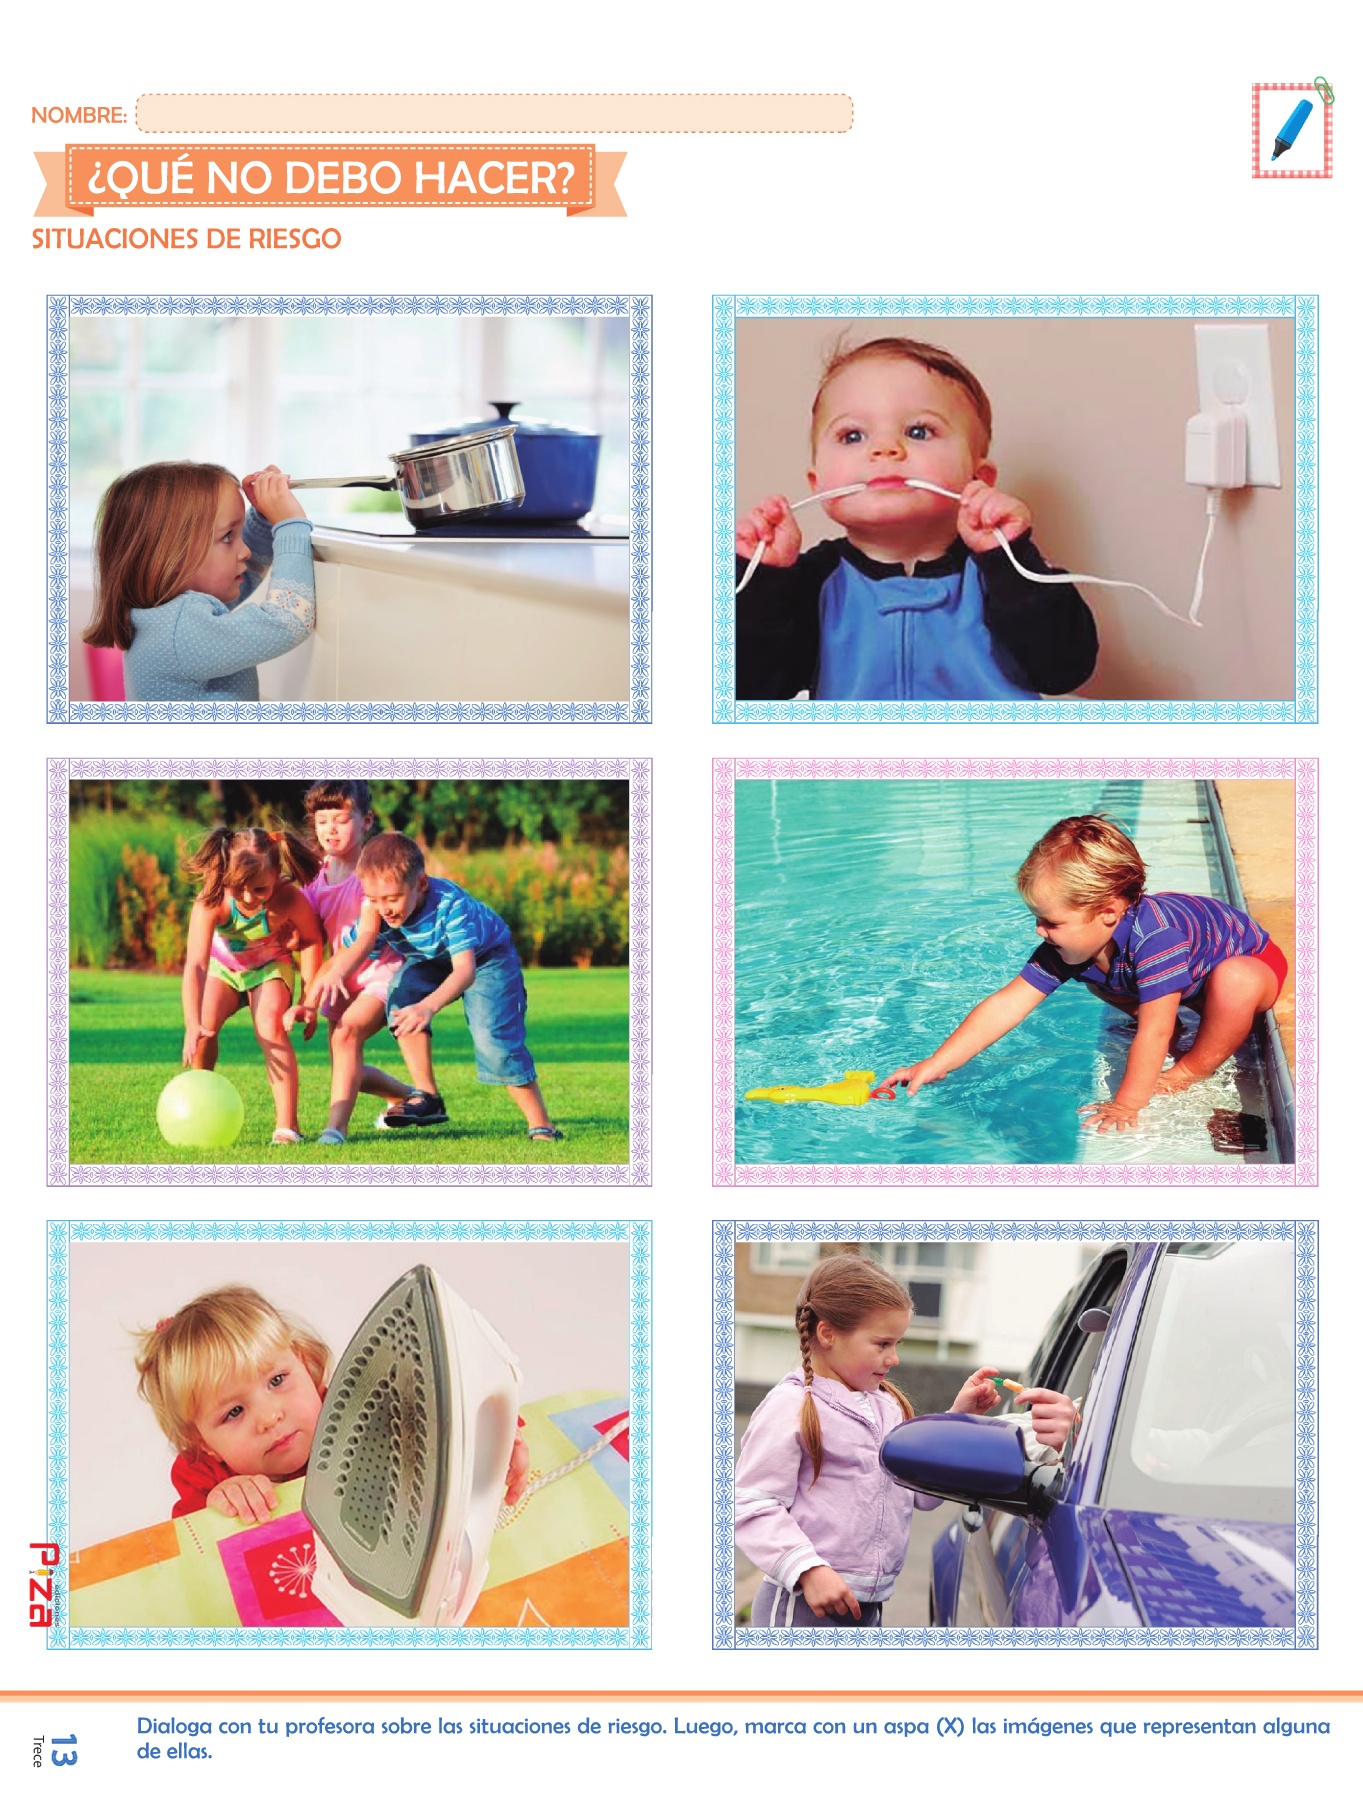 NOMBRE:
¿QUÉ NO DEBO HACER?
SITUACIONES DE RIESGO
piza
ediciones
Dialoga con tu profesora sobre las situaciones de riesgo. Luego, marca con un aspa (X) las imágenes que representan alguna
de ellas.
13
Trece